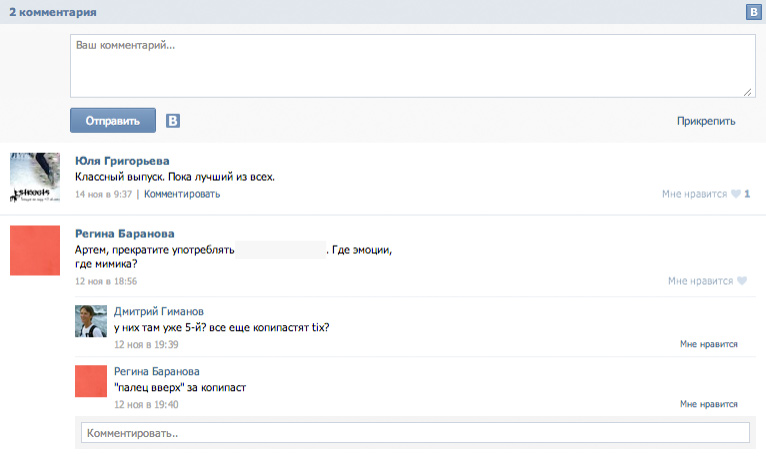 2 комментария
B
Ваш комментарий...
Отправить B Прикрепить
Юля Григорьева
Классный выпуск. Пока лучший из всех.
14 ноя в 9:37 | Комментировать Мне нравится 1
streets
Регина Баранова
Артем, прекратите употреблять . Где эмоции,
где мимика?
12 ноя в 18:56 Мне нравится
Дмитрий Гиманов
у них там уже 5-й? все еще копипастят tix?
12 ноя в 19:39 Мне нравится
Регина Баранова
"палец вверх" за копипаст
12 ноя в 19:40 Мне нравится
Комментировать..